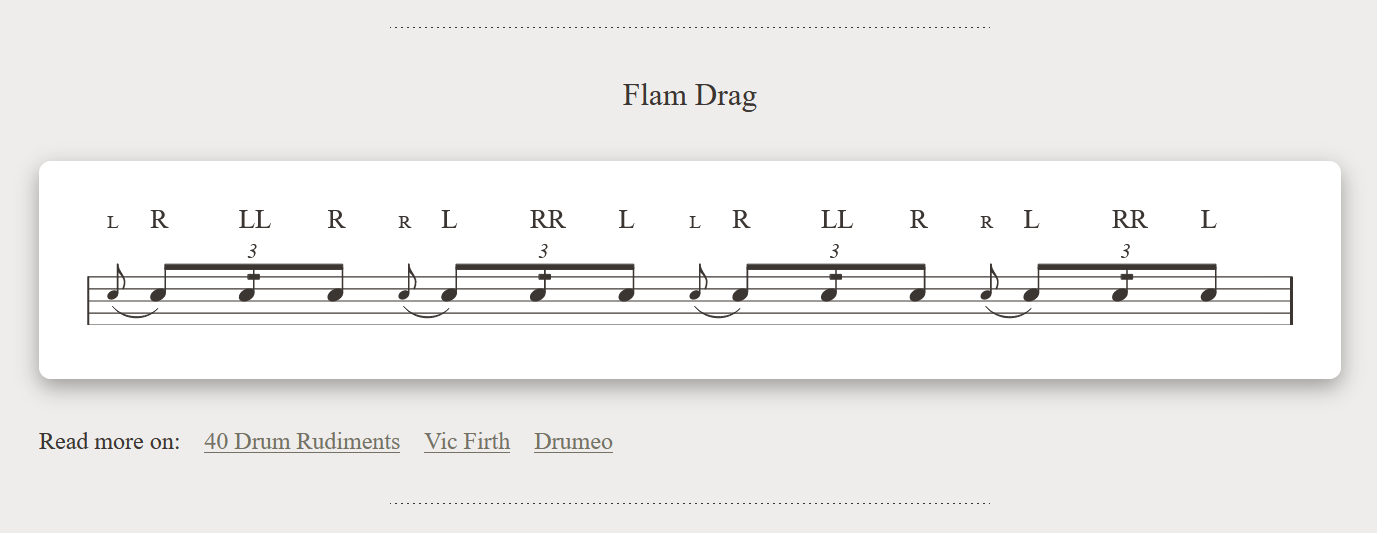 Flam Drag
L R LL R R L RR L L R LL R R L RR L
3 3 3 3
Read more on: 40 Drum Rudiments Vic Firth Drumeo